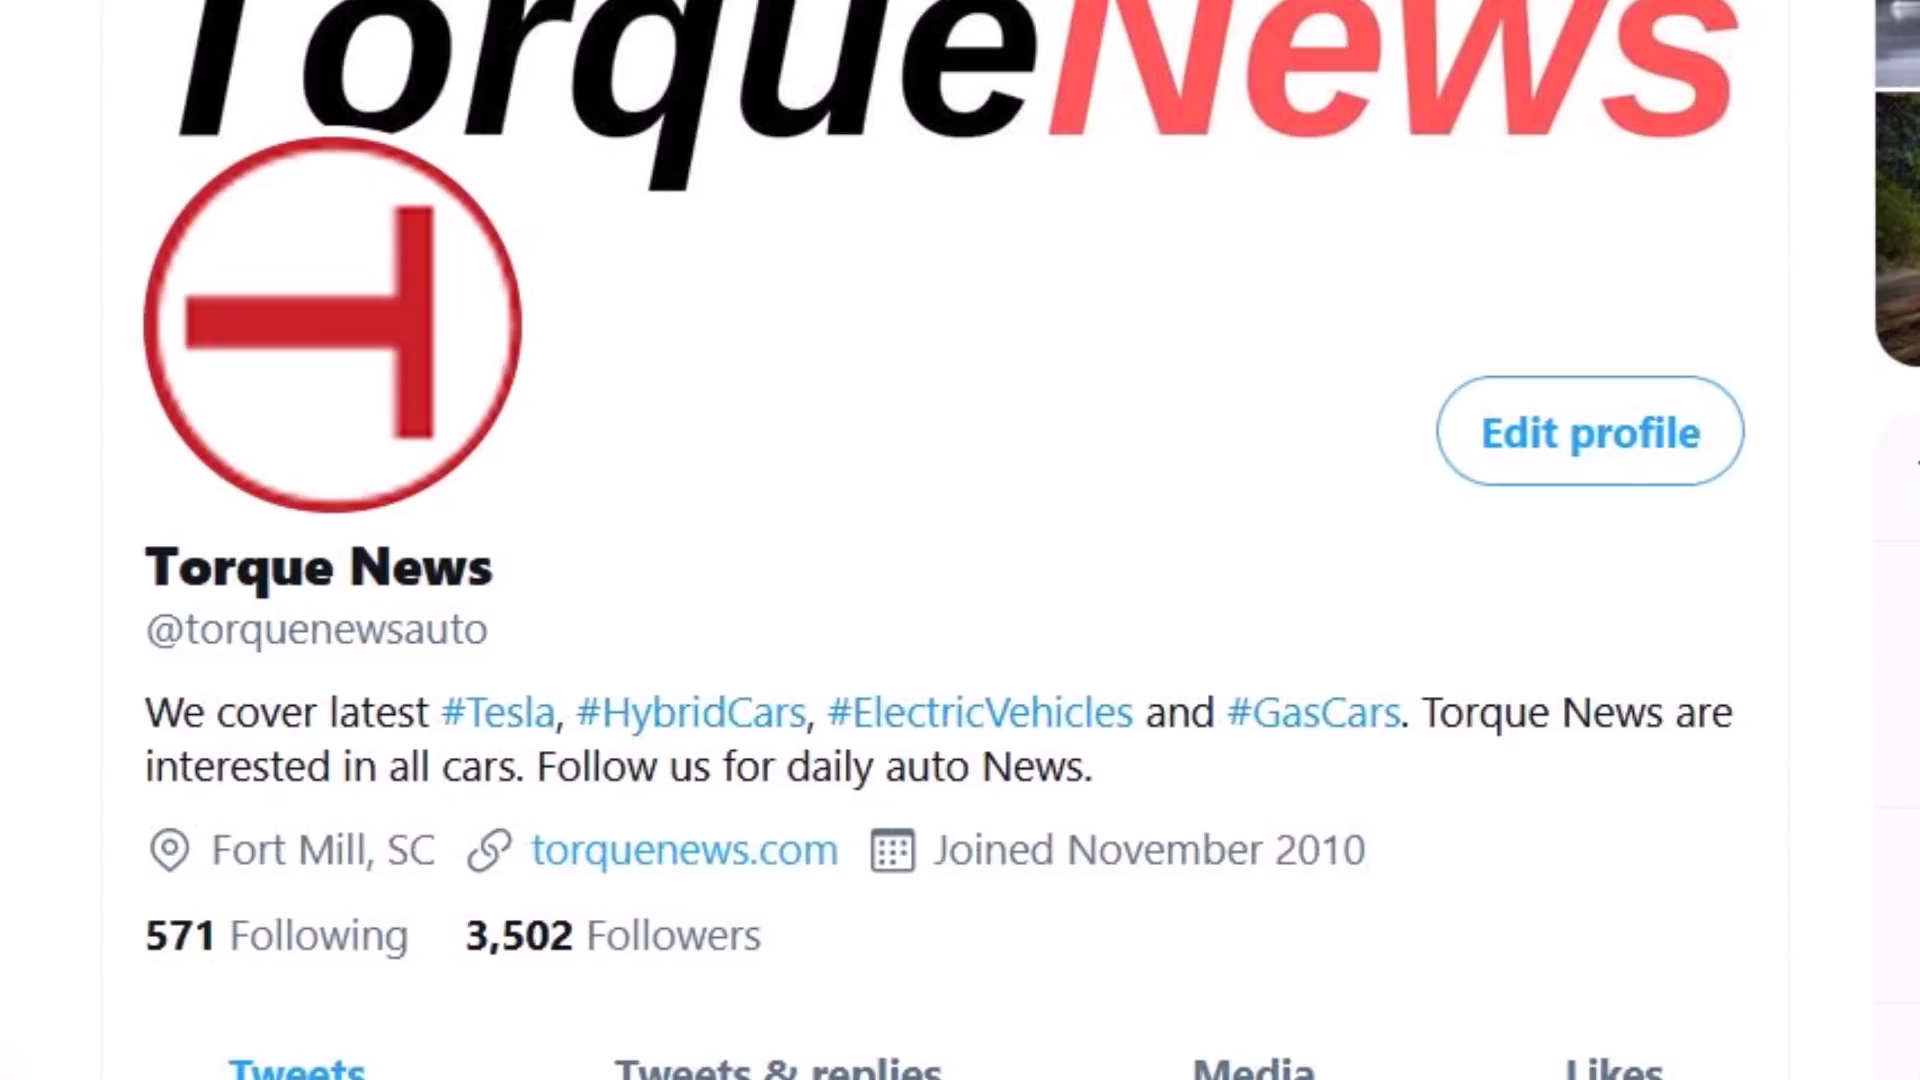 TorqueNews
T
Edit profile
Torque News
@torquenewsauto
We cover latest #Tesla, #HybridCars, #ElectricVehicles and #GasCars. Torque News are
interested in all cars. Follow us for daily auto News.
Fort Mill, SC torquenews.com Joined November 2010
571 Following 3,502 Followers
Tweets Tweets & replies Media Likes